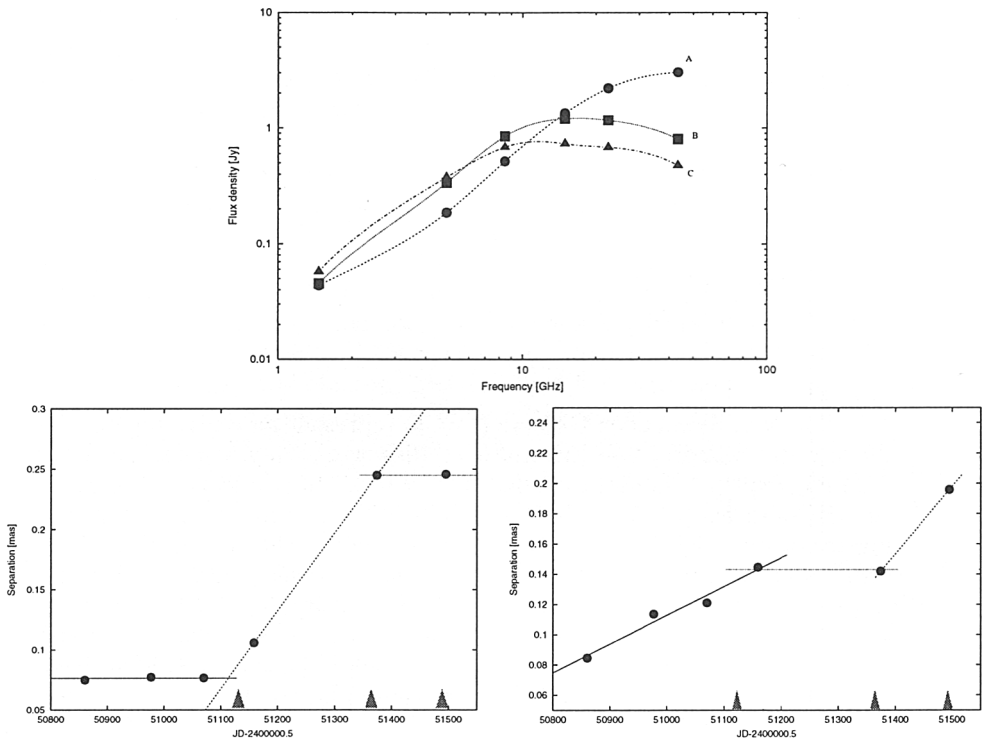 10
1
0.1
0.01
Flux density [Jy]
A
B
C
1 10 100
Frequency [GHz]
0.3
0.25
0.2
0.15
0.1
0.05
Separation [mas]
50800 50900 51000 51100 51200 51300 51400 51500
JD-2400000.5
0.24
0.22
0.2
0.18
0.16
0.14
0.12
0.1
0.08
0.06
Separation [mas]
50800 50900 51000 51100 51200 51300 51400 51500
JD-2400000.5